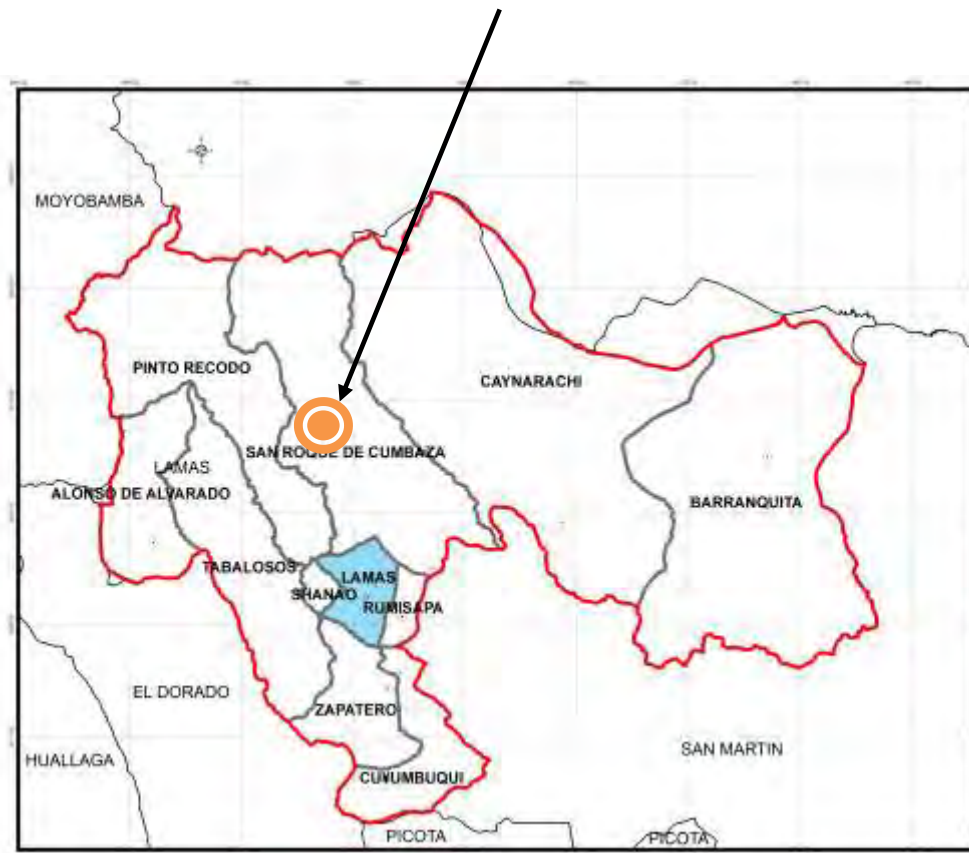 MOYOBAMBA
PINTO RECODO
CAYNARACHI
SAN ROQUE DE CUMBAZA
LAMAS
ALONSO DE ALVARADO
BARRANQUITA
TABALOSOS
LAMAS
SHANAO
RUMISAPA
EL DORADO
ZAPATERO
SAN MARTIN
HUALLAGA
CUÑUMBUQUI
PICOTA
PICOTA